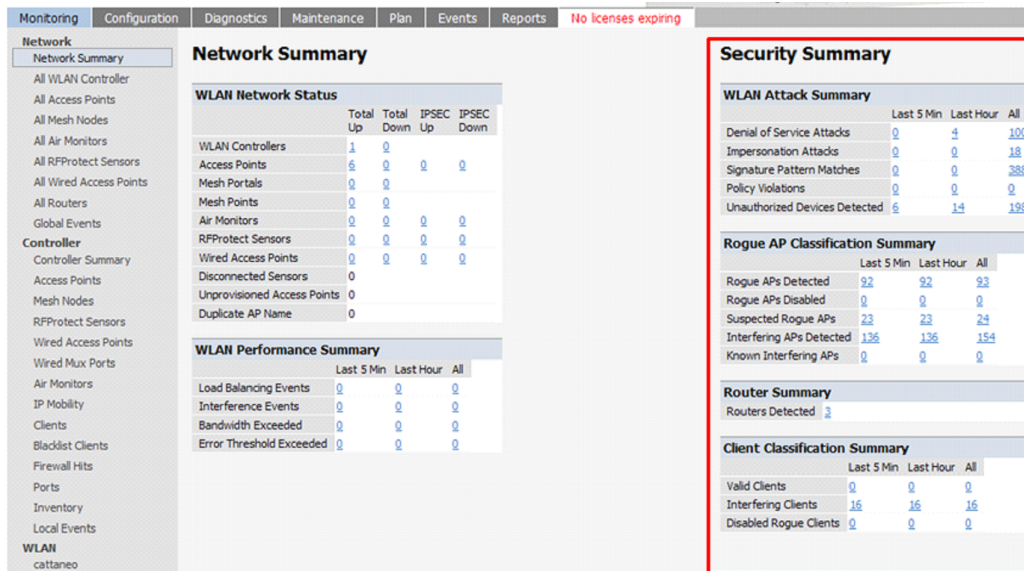 Monitoring Configuration Diagnostics Maintenance Plan Events Reports No licenses expiring
Network
Network Summary
All WLAN Controller
All Access Points
All Mesh Nodes
All Air Monitors
All RFProtect Sensors
All Wired Access Points
All Routers
Global Events
Controller
Controller Summary
Access Points
Mesh Nodes
RFProtect Sensors
Wired Access Points
Wired Mux Ports
Air Monitors
IP Mobility
Clients
Blacklist Clients
Firewall Hits
Ports
Inventory
Local Events
WLAN
cattaneo
Network Summary
WLAN Network Status
Total Up Total Down IPSEC Up IPSEC Down
WLAN Controllers 1 0
Access Points 6 0 0 0
Mesh Portals 0 0
Mesh Points 0 0
Air Monitors 0 0 0 0
RFProtect Sensors 0 0 0 0
Wired Access Points 0 0 0 0
Disconnected Sensors 0
Unprovisioned Access Points 0
Duplicate AP Name 0
WLAN Performance Summary
Last 5 Min Last Hour All
Load Balancing Events 0 0 0
Interference Events 0 0 0
Bandwidth Exceeded 0 0 0
Error Threshold Exceeded 0 0 0
Security Summary
WLAN Attack Summary
Last 5 Min Last Hour All
Denial of Service Attacks 0 4
Impersonation Attacks 0 0 18
Signature Pattern Matches 0 0
Policy Violations 0 0 0
Unauthorized Devices Detected 6 14
Rogue AP Classification Summary
Last 5 Min Last Hour All
Rogue APs Detected 92 92 93
Rogue APs Disabled 0 0 0
Suspected Rogue APs 23 23 24
Interfering APs Detected 136 136 154
Known Interfering APs 0 0 0
Router Summary
Routers Detected 3
Client Classification Summary
Last 5 Min Last Hour All
Valid Clients 0 0 0
Interfering Clients 16 16 16
Disabled Rogue Clients 0 0 0